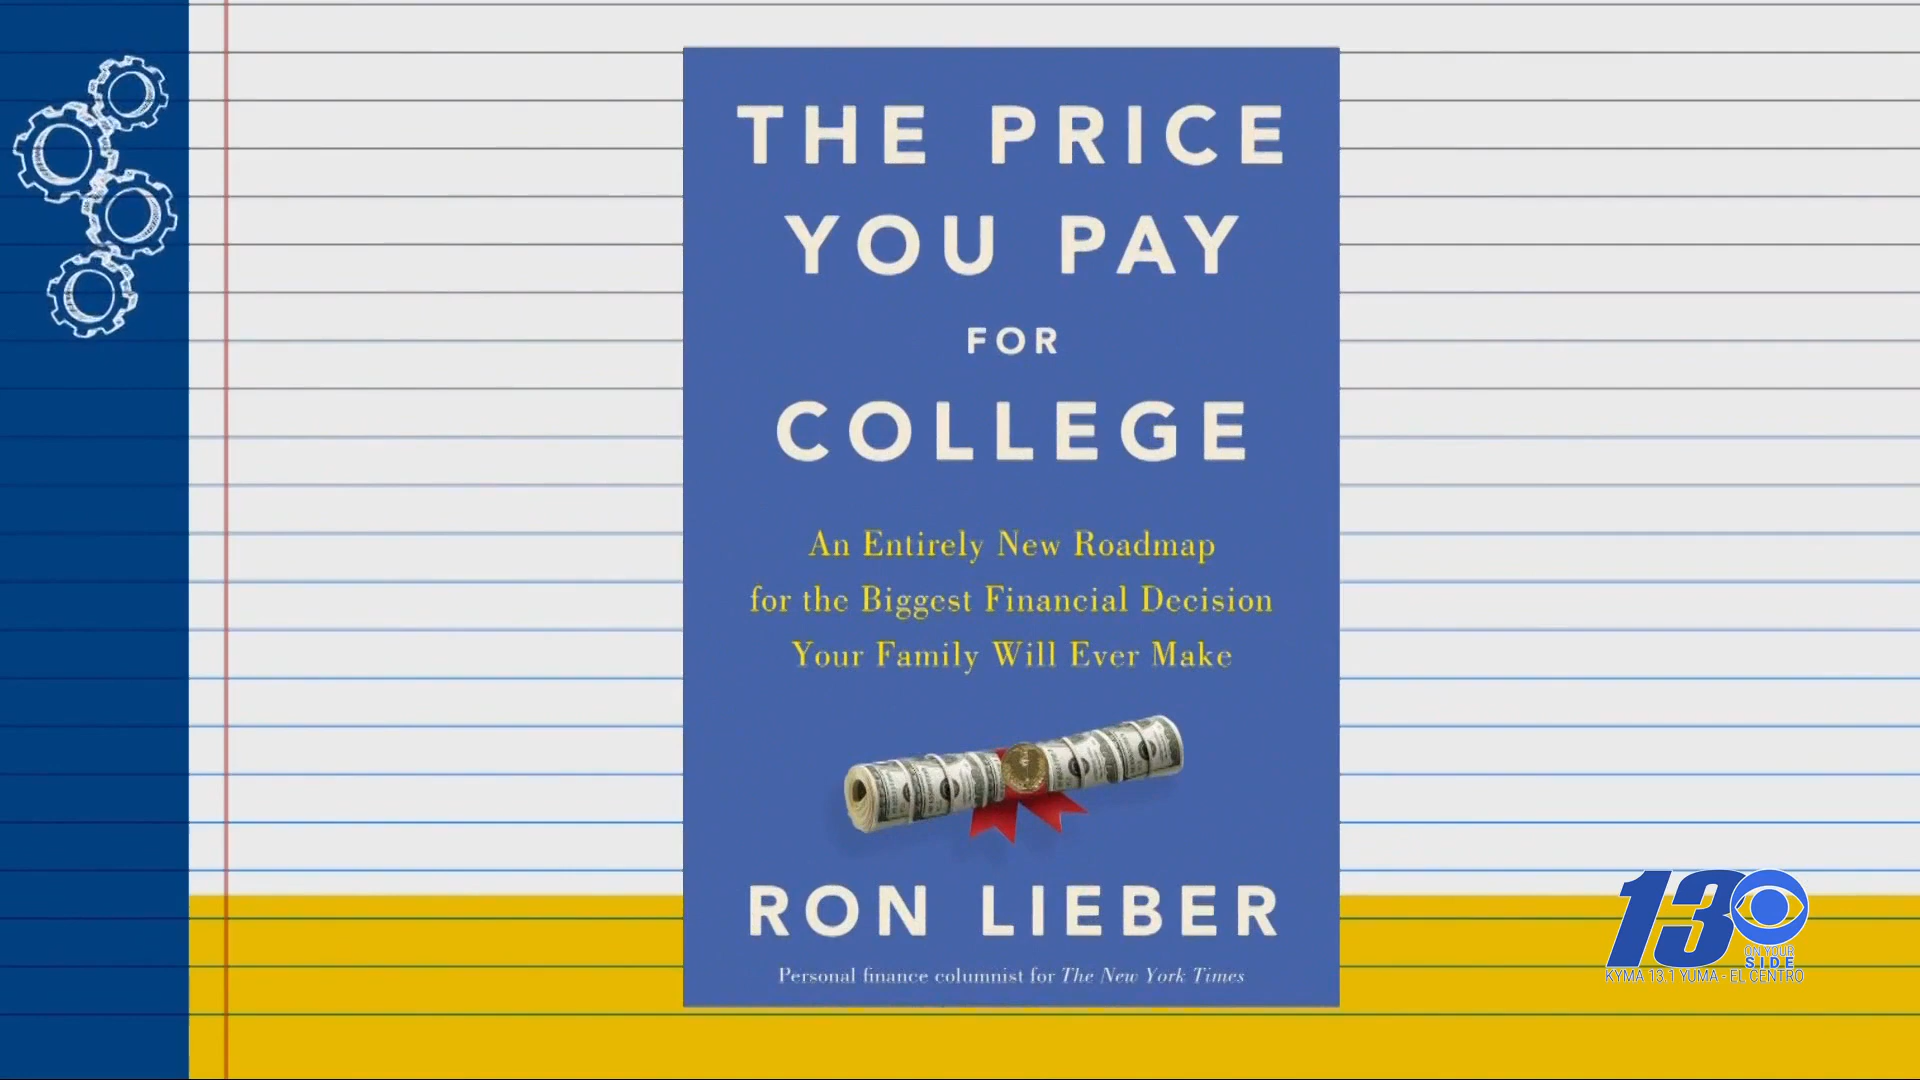 THE PRICE
YOU PAY
FOR
COLLEGE
An Entirely New Roadmap
for the Biggest Financial Decision
Your Family Will Ever Make
RON LIEBER
Personal finance columnist for The New York Times
13
ON YOUR
SIDE
KYMA 13.1 YUMA - EL CENTRO